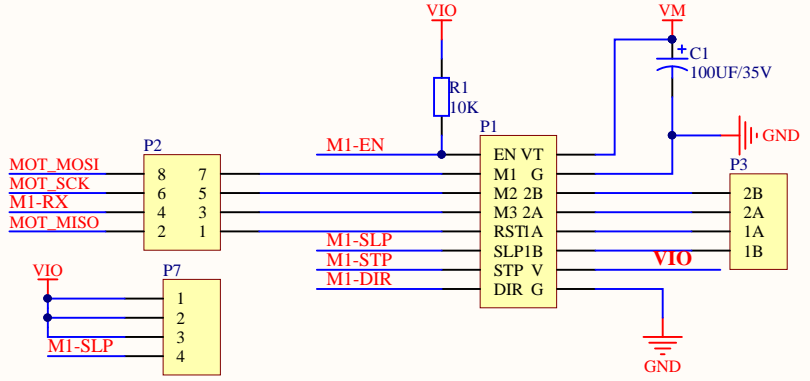 VIO
VM
C1
100UF/35V
R1
10K
GND
P1
P2
P3
M1-EN
EN VT
MOT_MOSI
8 7
M1 G
MOT_SCK
6 5
M2 2B
2B
M1-RX
4 3
M3 2A
2A
MOT_MISO
2 1
RST1A
1A
M1-SLP
SLP1B
1B
M1-STP
STP V
VIO
M1-DIR
DIR G
GND
VIO
P7
1
2
3
M1-SLP
4